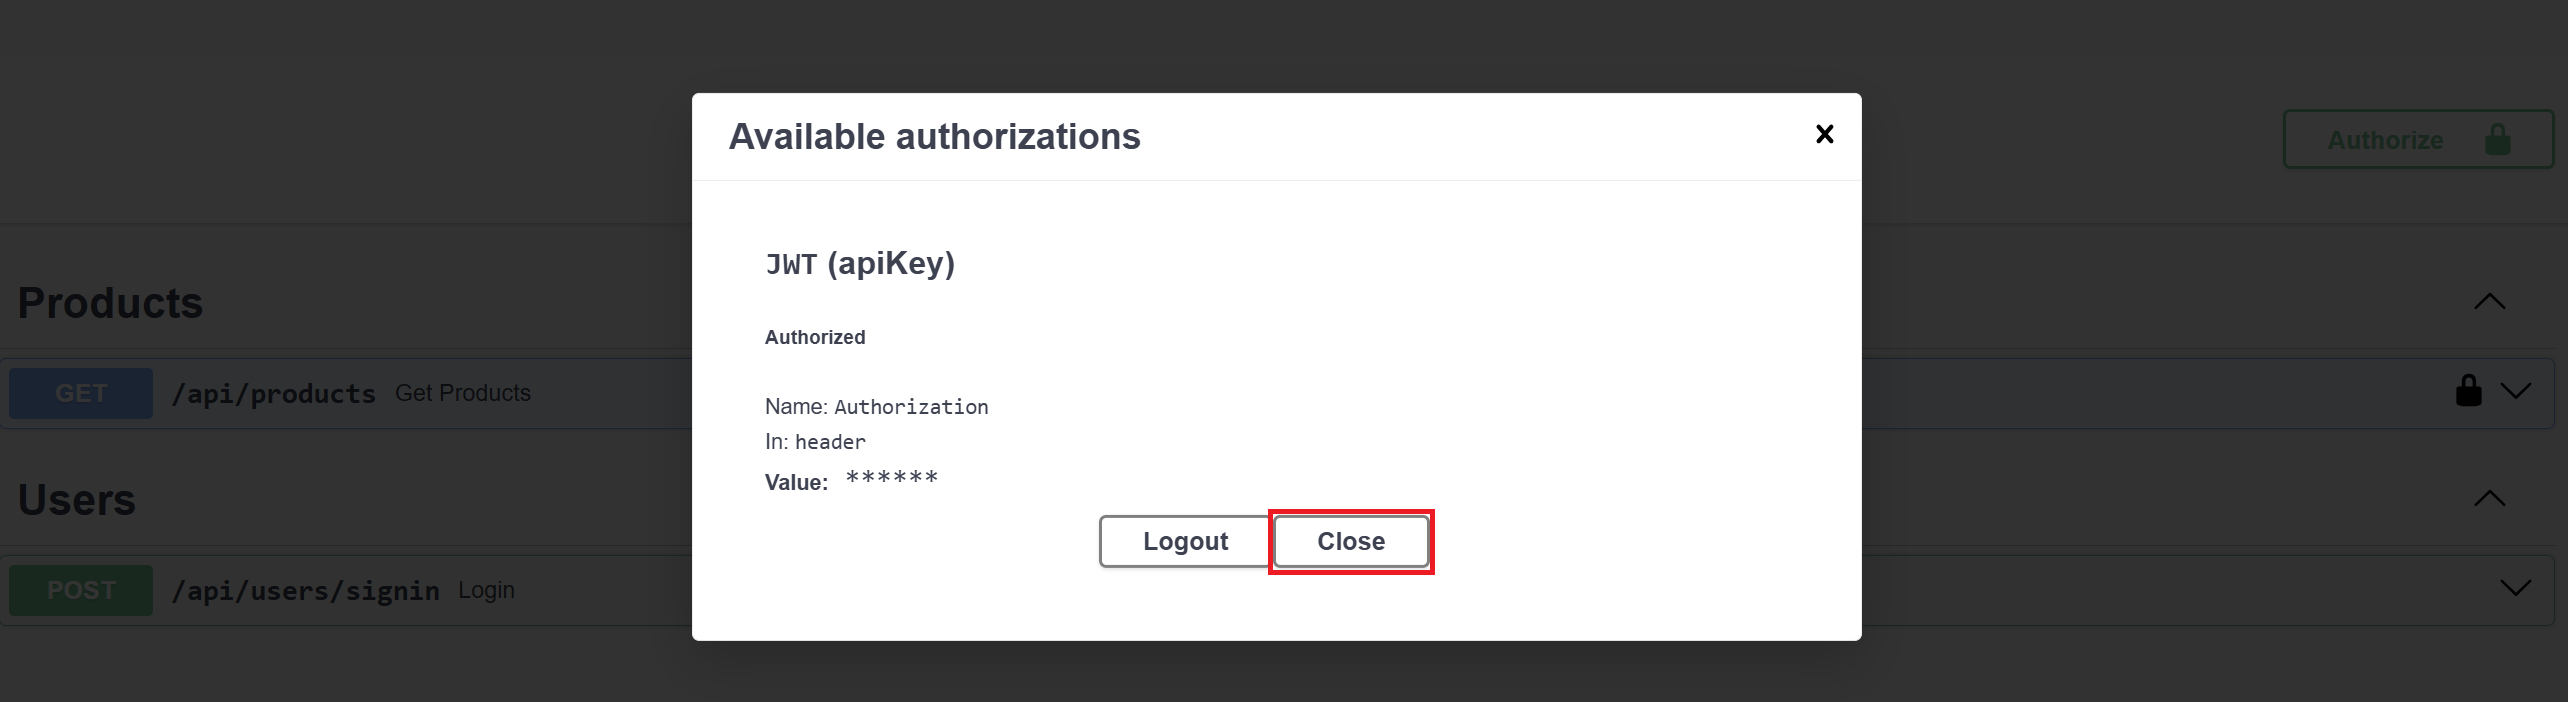 Available authorizations
Authorize
JWT (apiKey)
Products
Authorized
GET /api/products Get Products
Name: Authorization
In: header
Value: ******
Users
Logout Close
POST /api/users/signin Login